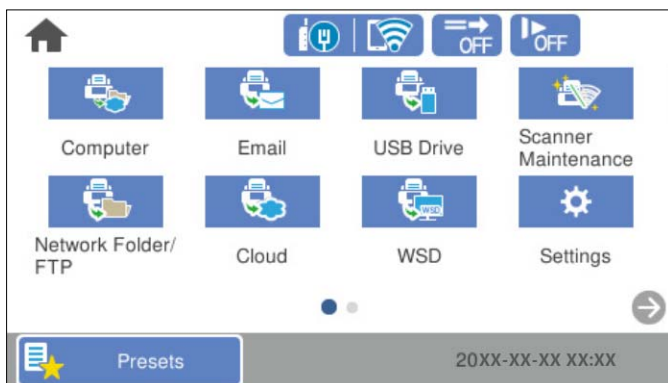 OFF
OFF
Computer
Email
USB Drive
Scanner
Maintenance
WSD
Network Folder/
FTP
Cloud
WSD
Settings
Presets
20XX-XX-XX XX:XX